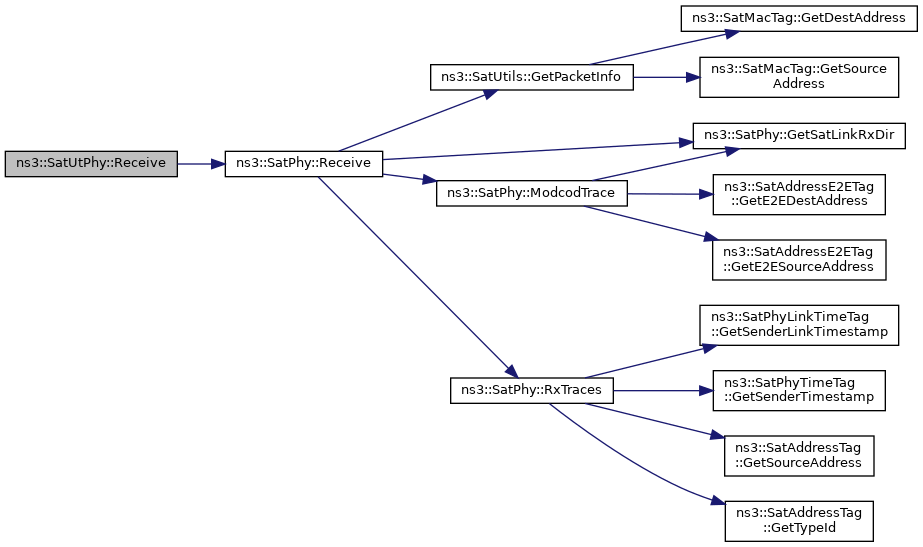 ns3::SatUtPhy::Receive
ns3::SatPhy::Receive
ns3::SatUtils::GetPacketInfo
ns3::SatMacTag::GetDestAddress
ns3::SatMacTag::GetSource
Address
ns3::SatPhy::GetSatLinkRxDir
ns3::SatPhy::ModcodTrace
ns3::SatAddressE2ETag
::GetE2EDestAddress
ns3::SatAddressE2ETag
::GetE2ESourceAddress
ns3::SatPhy::RxTraces
ns3::SatPhyLinkTimeTag
::GetSenderLinkTimestamp
ns3::SatPhyTimeTag
::GetSenderTimestamp
ns3::SatAddressTag
::GetSourceAddress
ns3::SatAddressTag
::GetTypeId